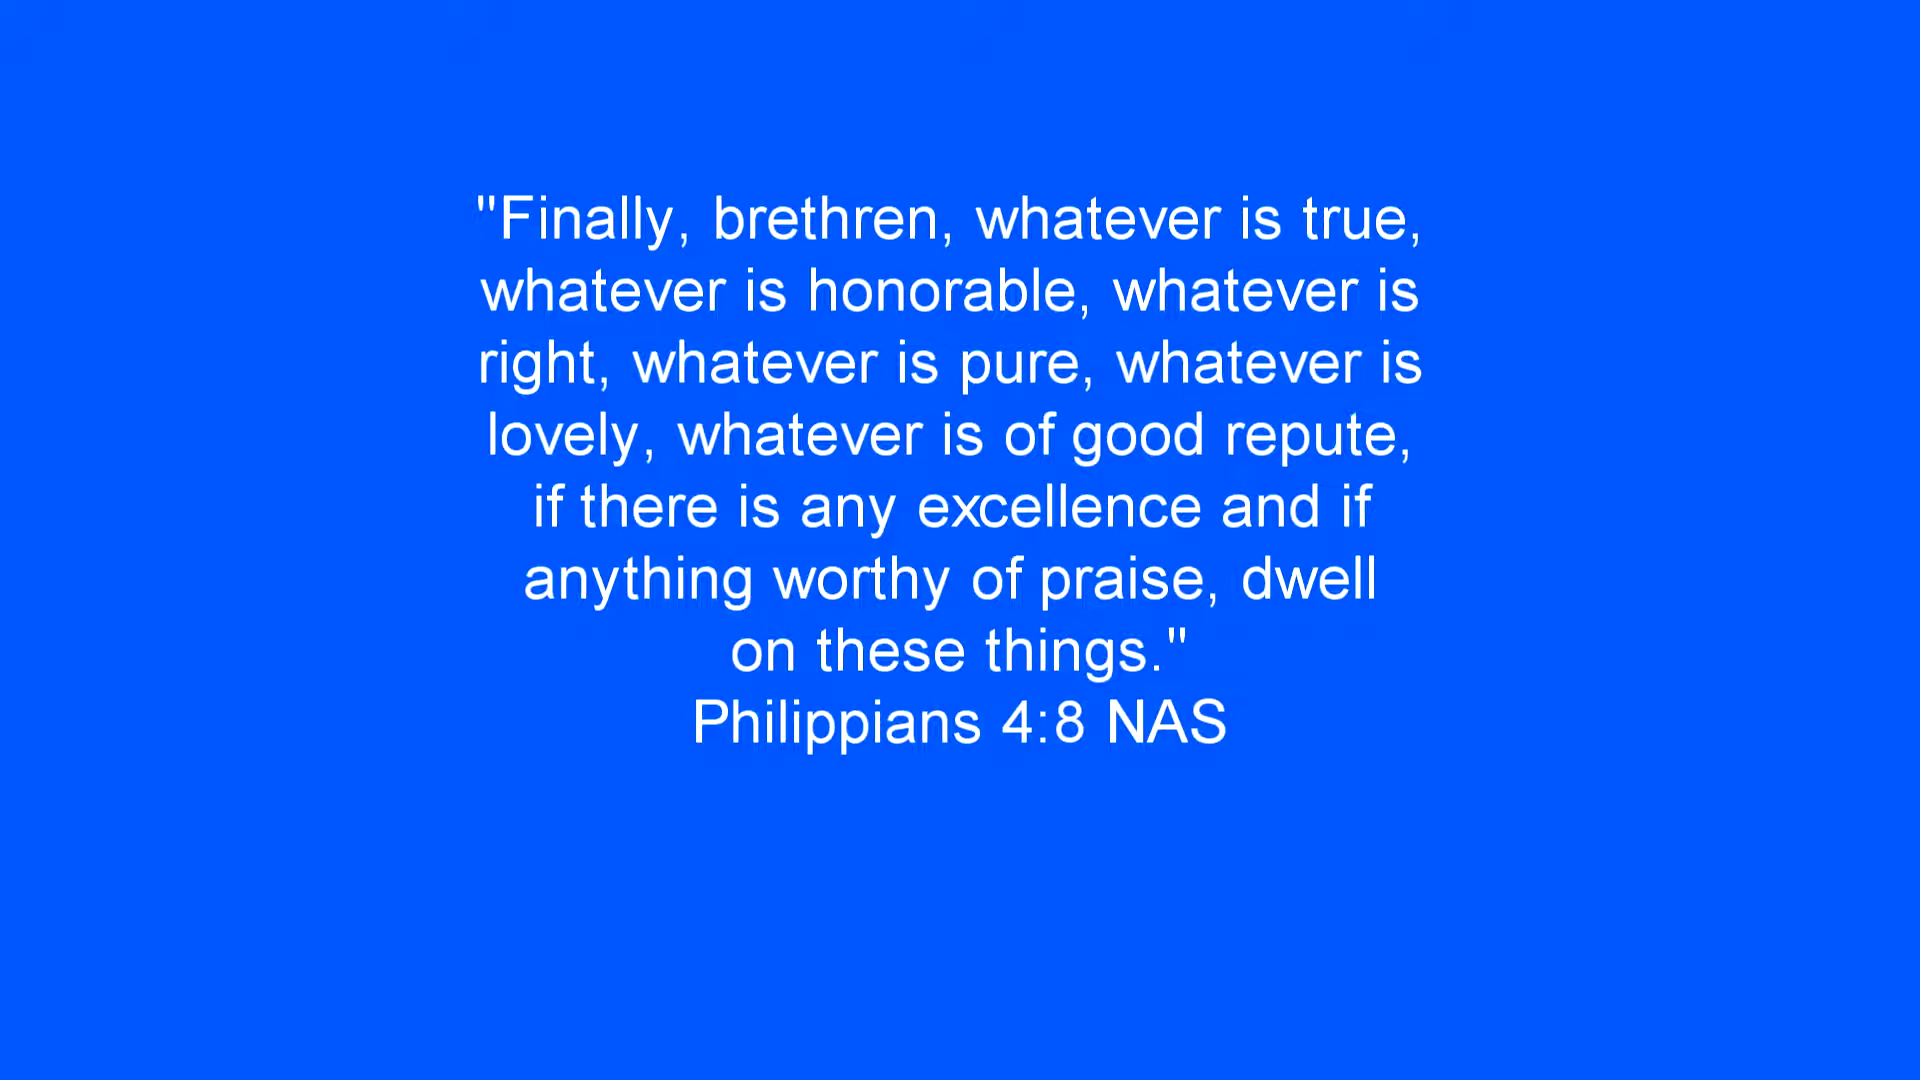 "Finally, brethren, whatever is true,
whatever is honorable, whatever is
right, whatever is pure, whatever is
lovely, whatever is of good repute,
if there is any excellence and if
anything worthy of praise, dwell
on these things."
Philippians 4:8 NAS